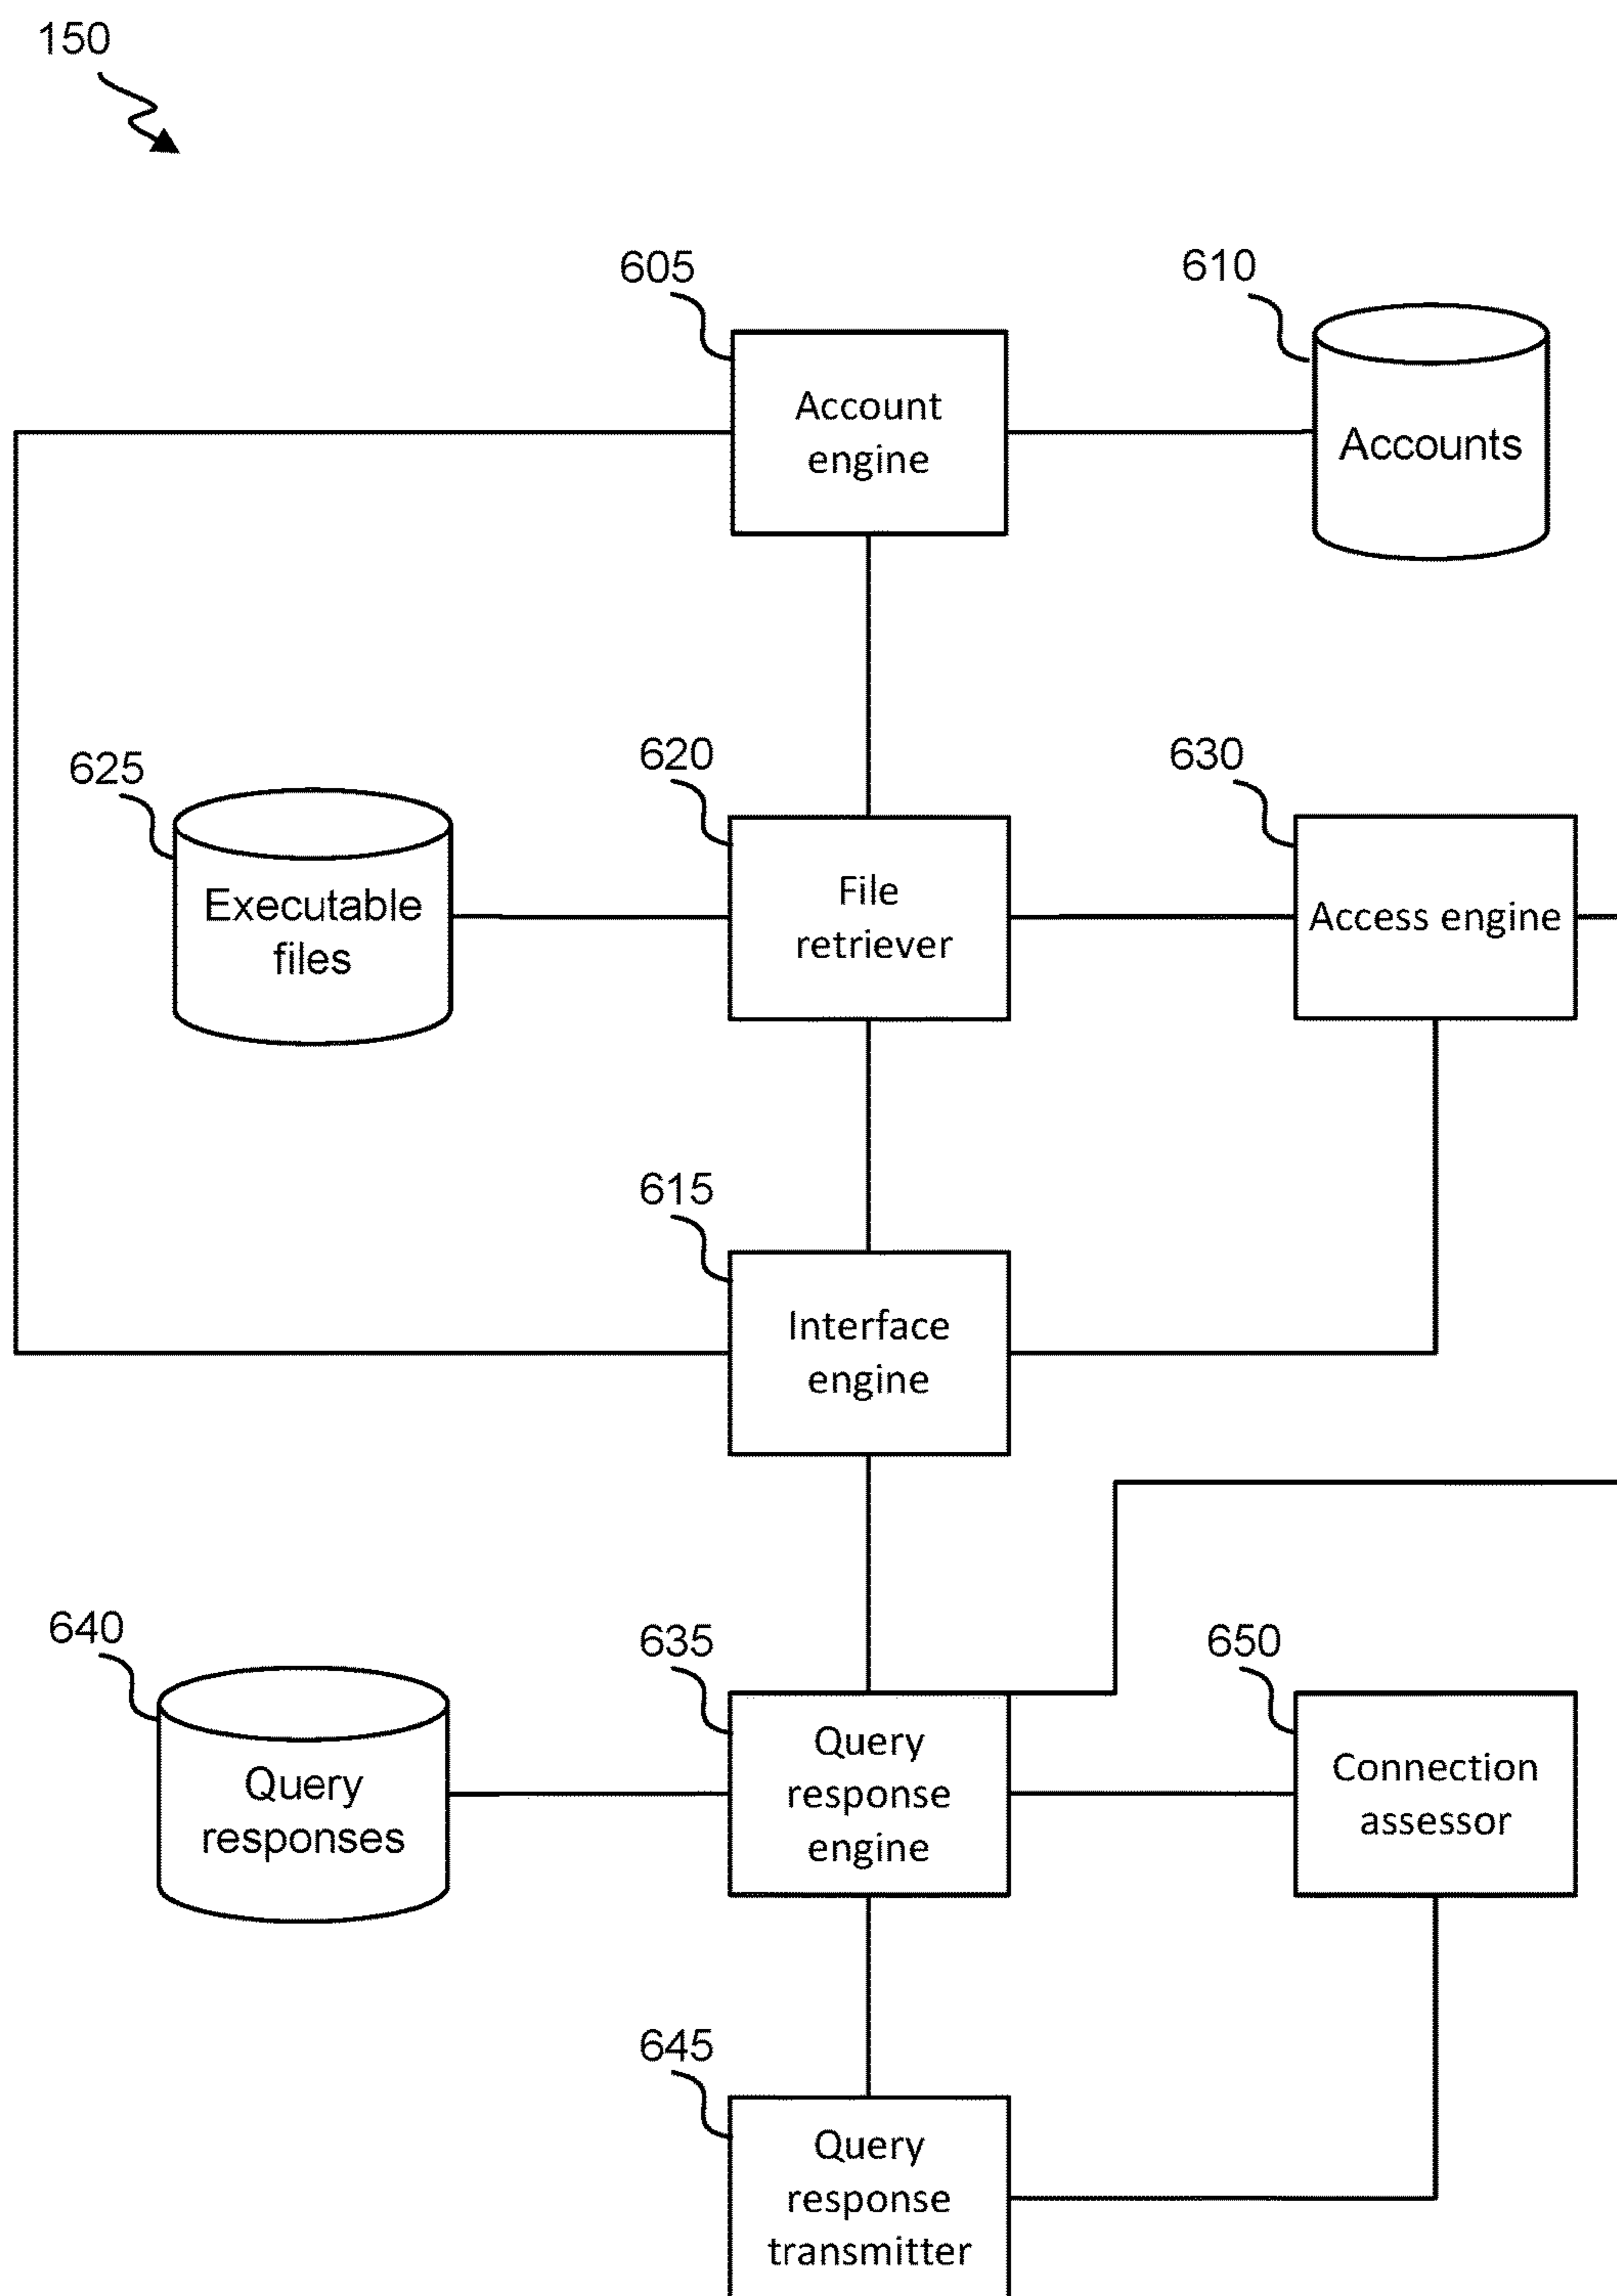 150
605
610
Account
engine
Accounts
625
620
630
Executable
files
File
retriever
Access engine
615
Interface
engine
640
635
650
Query
responses
Query
response
engine
Connection
assessor
645
Query
response
transmitter